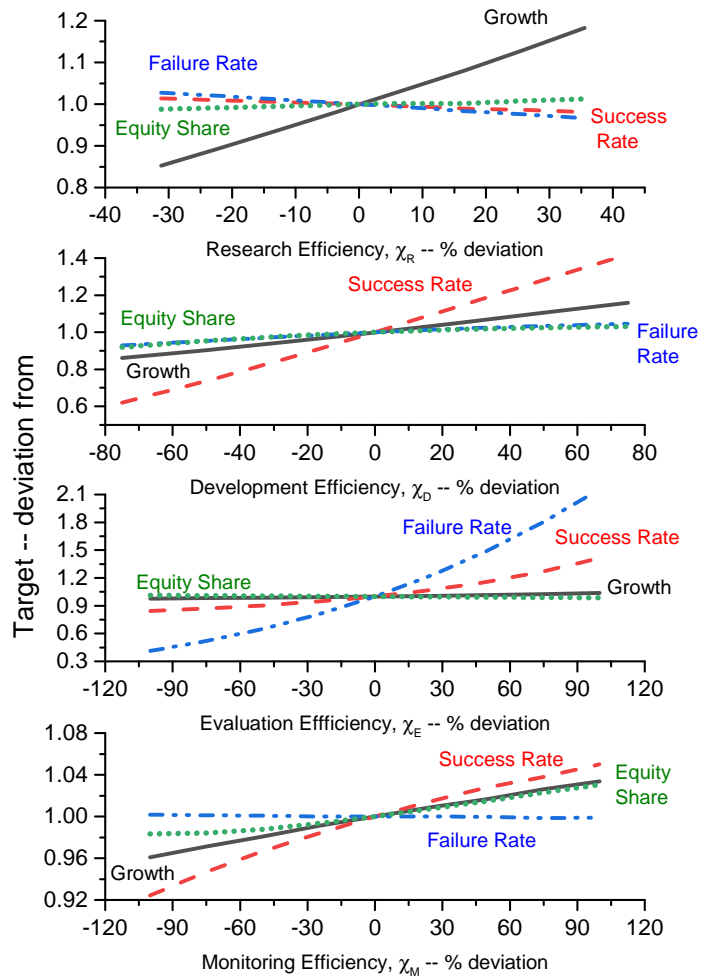 Target -- deviation from
1.2
1.1
1.0
0.9
0.8
Growth
Failure Rate
Equity Share
Success
Rate
-40 -30 -20 -10 0 10 20 30 40
Research Efficiency, χR -- % deviation
1.4
1.2
1.0
0.8
0.6
Success Rate
Equity Share
Failure
Rate
Growth
-80 -60 -40 -20 0 20 40 60 80
Development Efficiency, χD -- % deviation
2.1
1.8
1.5
1.2
0.9
0.6
0.3
Failure Rate
Success Rate
Equity Share
Growth
-120 -90 -60 -30 0 30 60 90 120
Evaluation Effficiency, χE -- % deviation
1.08
1.04
1.00
0.96
0.92
Success Rate
Equity
Share
Failure Rate
Growth
-120 -90 -60 -30 0 30 60 90 120
Monitoring Efficiency, χM -- % deviation